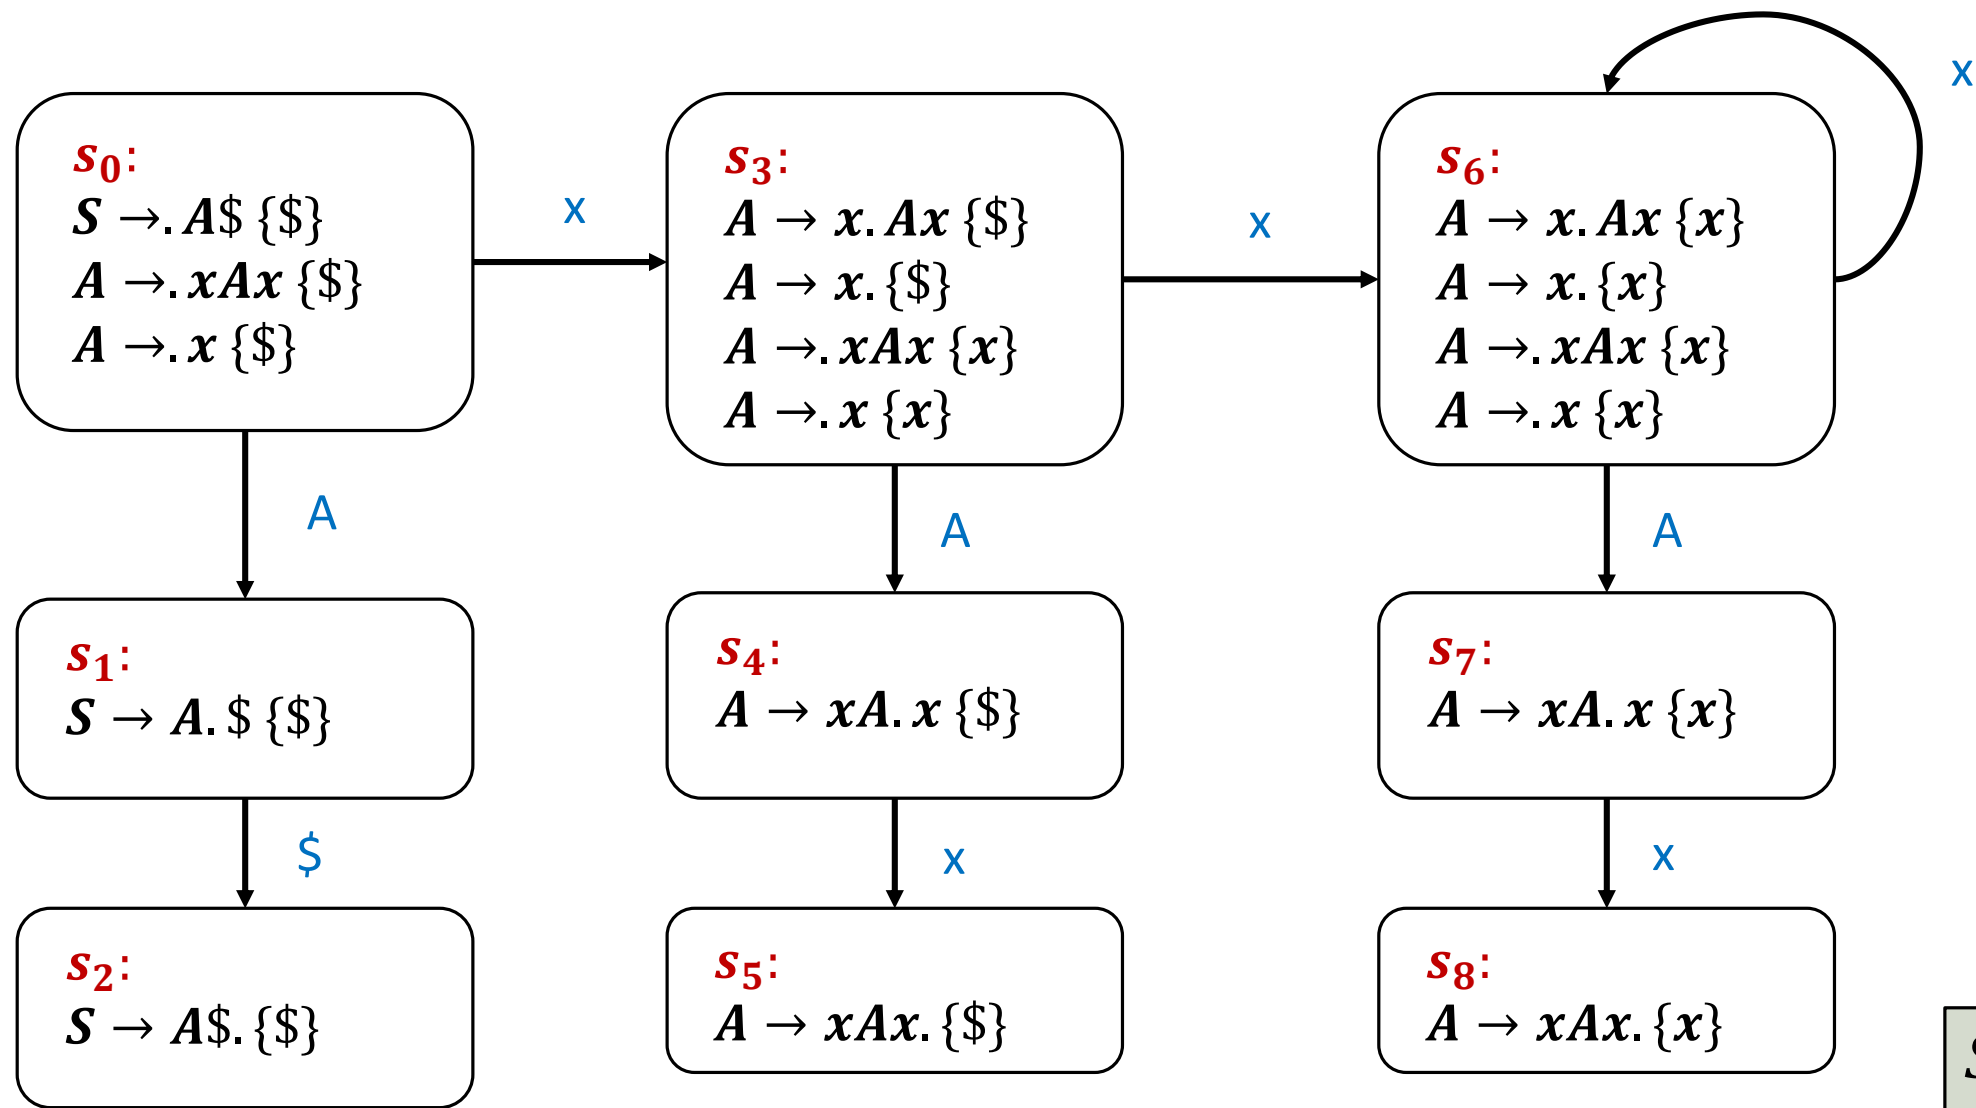 s₀:
S →. A$ {$}
A →. xAx {$}
A →. x {$}
x
s₃:
A → x. Ax {$}
A → x. {$}
A →. xAx {x}
A →. x {x}
x
s₆:
A → x. Ax {x}
A → x. {x}
A →. xAx {x}
A →. x {x}
x
A
A
A
s₁:
S → A. $ {$}
s₄:
A → xA. x {$}
s₇:
A → xA. x {x}
$
x
x
s₂:
S → A$. {$}
s₅:
A → xAx. {$}
s₈:
A → xAx. {x}